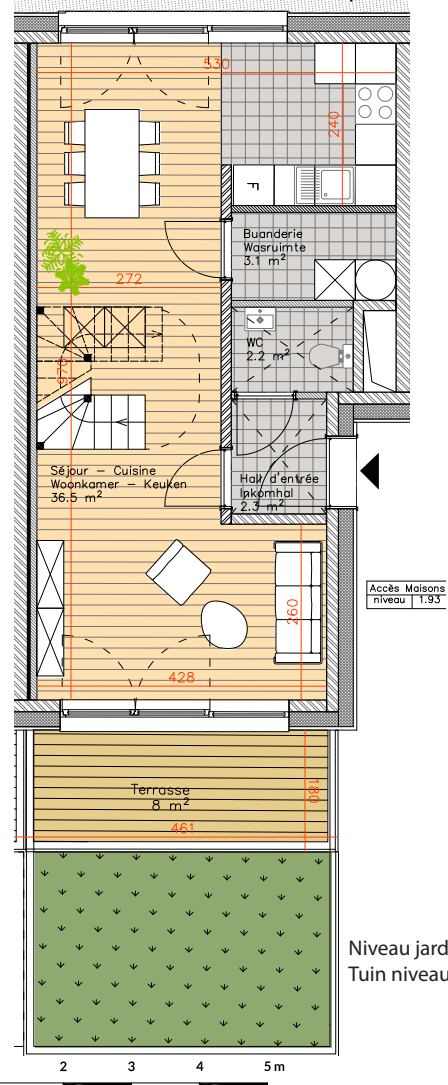 530
240
F
Buanderie
Wasruimte
3.1 m²
272
WC
2.2 m²
970
Séjour – Cuisine
Woonkamer – Keuken
36.5 m²
Hall d'entrée
Inkomhal
2.3 m²
Accès Maisons
niveau 1.93
260
428
Terrasse
8 m²
180
461
Niveau jard
Tuin niveau
2 3 4 5 m